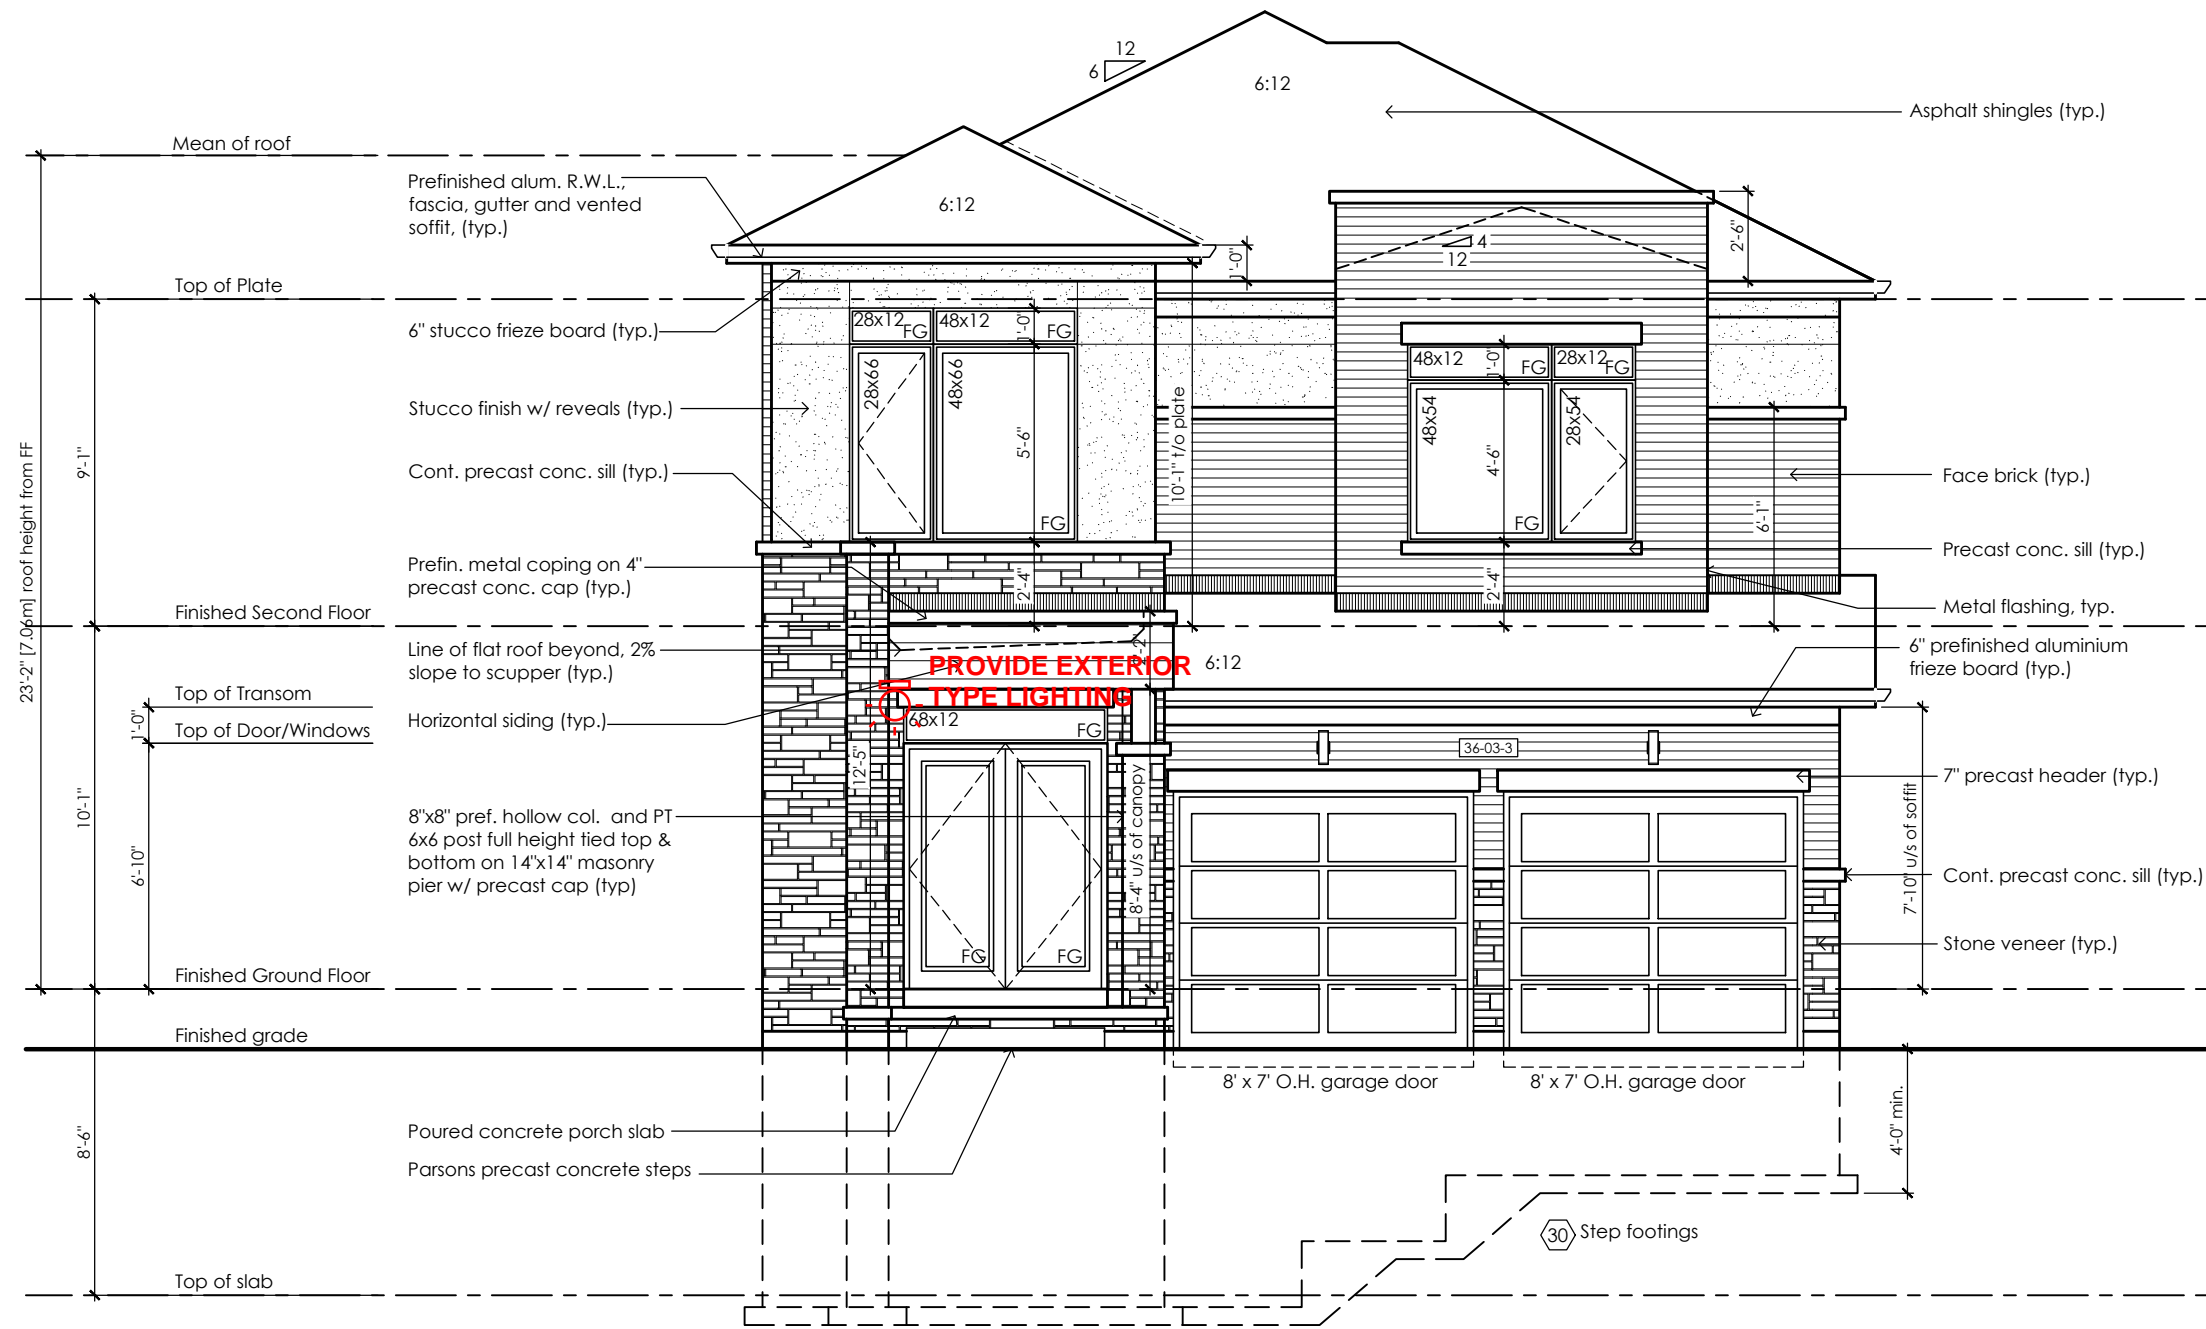 12
6
6:12
Asphalt shingles (typ.)
Mean of roof
Prefinished alum. R.W.L.,
fascia, gutter and vented
soffit, (typ.)
6:12
4
12
2'-6"
1'-0"
Top of Plate
6" stucco frieze board (typ.)
28x12
FG
48x12
FG
1'-0"
48x12
FG
1'-0"
28x12
FG
28x66
48x66
5'-6"
FG
10'-1" t/o plate
48x54
4'-6"
28x54
FG
Stucco finish w/ reveals (typ.)
Cont. precast conc. sill (typ.)
9'-1"
23'-2" [7.06m] roof height from FF
Face brick (typ.)
6'-1"
Precast conc. sill (typ.)
Prefin. metal coping on 4"
precast conc. cap (typ.)
2'-4"
2'-4"
Metal flashing, typ.
Finished Second Floor
6" prefinished aluminium
frieze board (typ.)
Line of flat roof beyond, 2%
slope to scupper (typ.)
PROVIDE EXTERIOR
TYPE LIGHTING
6:12
Top of Transom
1'-0"
Top of Door/Windows
Horizontal siding (typ.)
68x12
FG
36-03-3
12'-5"
7" precast header (typ.)
10'-1"
6'-10"
8"x8" pref. hollow col. and PT
6x6 post full height tied top &
bottom on 14"x14" masonry
pier w/ precast cap (typ)
8'-4" u/s of canopy
7'-10" u/s of soffit
Cont. precast conc. sill (typ.)
FG
FG
Stone veneer (typ.)
Finished Ground Floor
Finished grade
8' x 7' O.H. garage door
8' x 7' O.H. garage door
4'-0" min.
8'-6"
Poured concrete porch slab
Parsons precast concrete steps
30
Step footings
Top of slab